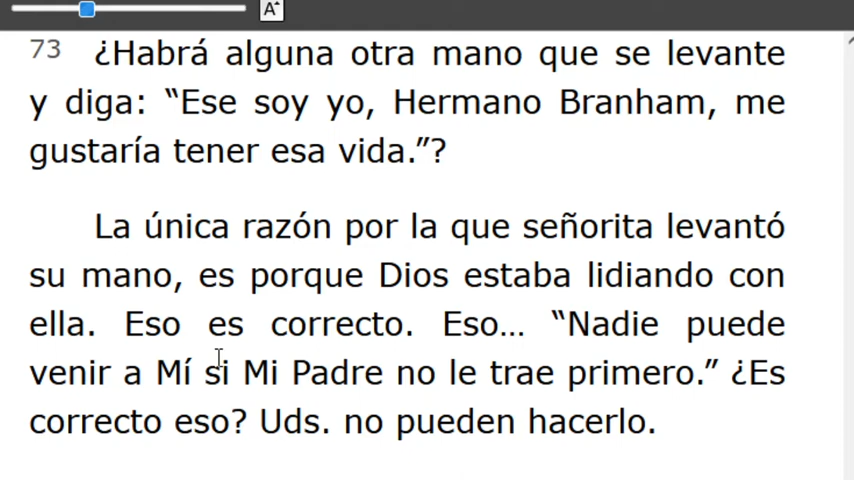 A
73 ¿Habrá alguna otra mano que se levante
y diga: “Ese soy yo, Hermano Branham, me
gustaría tener esa vida.”?
La única razón por la que señorita levantó
su mano, es porque Dios estaba lidiando con
ella. Eso es correcto. Eso… “Nadie puede
venir a Mí si Mi Padre no le trae primero.” ¿Es
correcto eso? Uds. no pueden hacerlo.